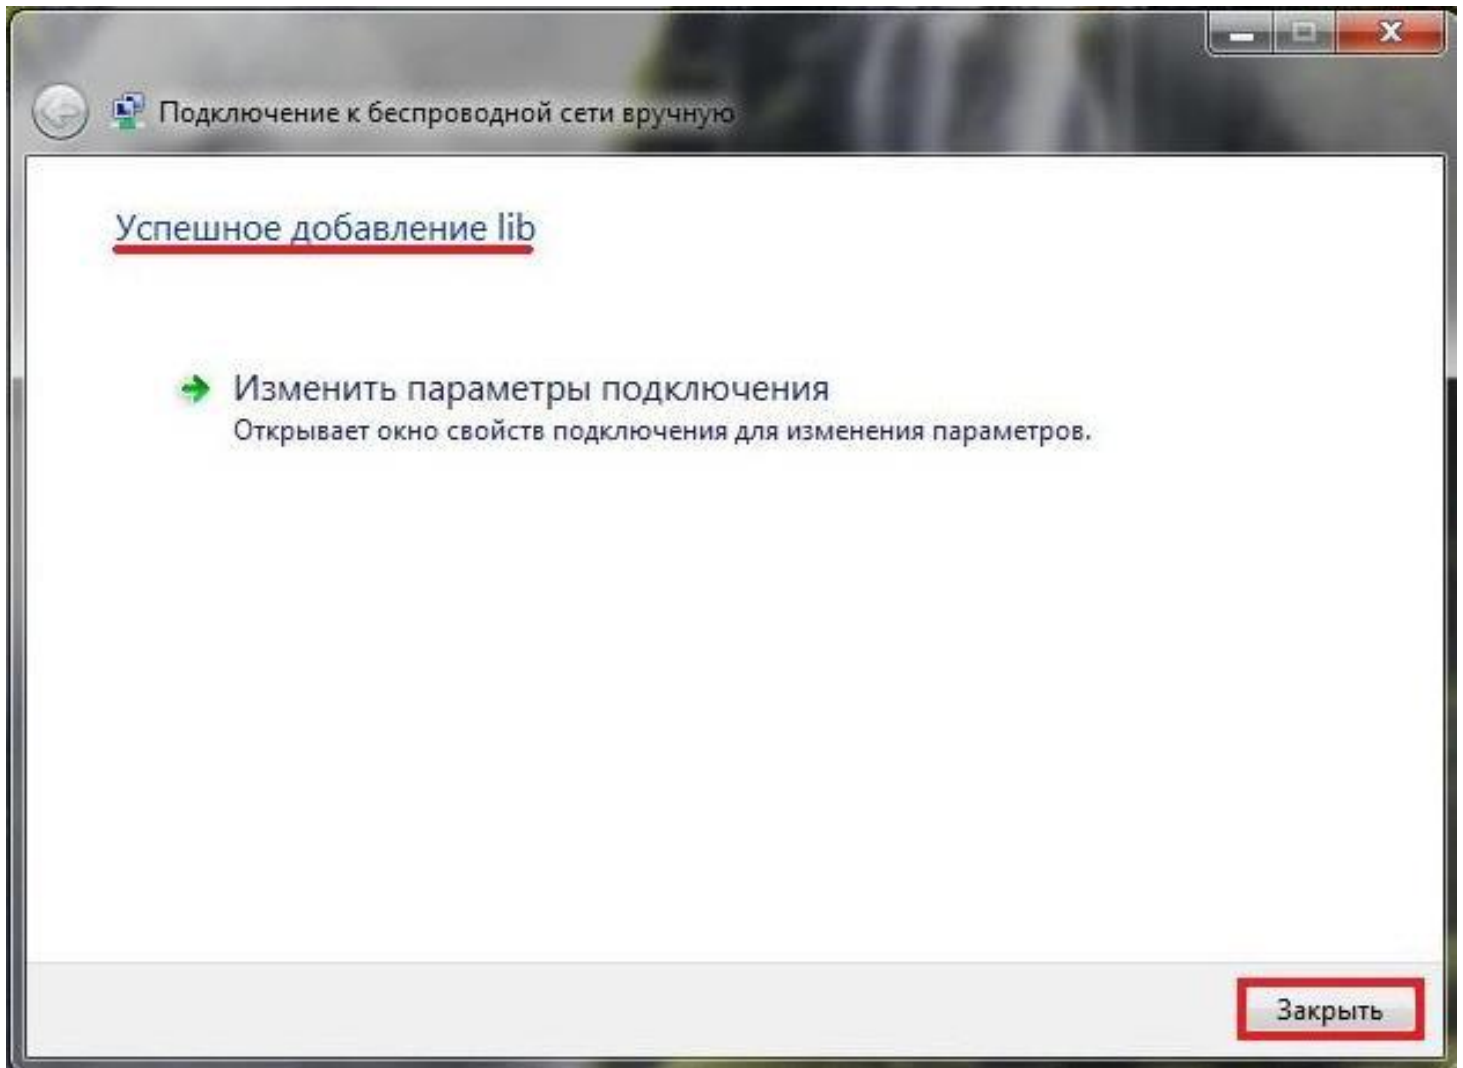 Подключение к беспроводной сети вручную
Успешное добавление lib
Изменить параметры подключения
Открывает окно свойств подключения для изменения параметров.
Закрыть